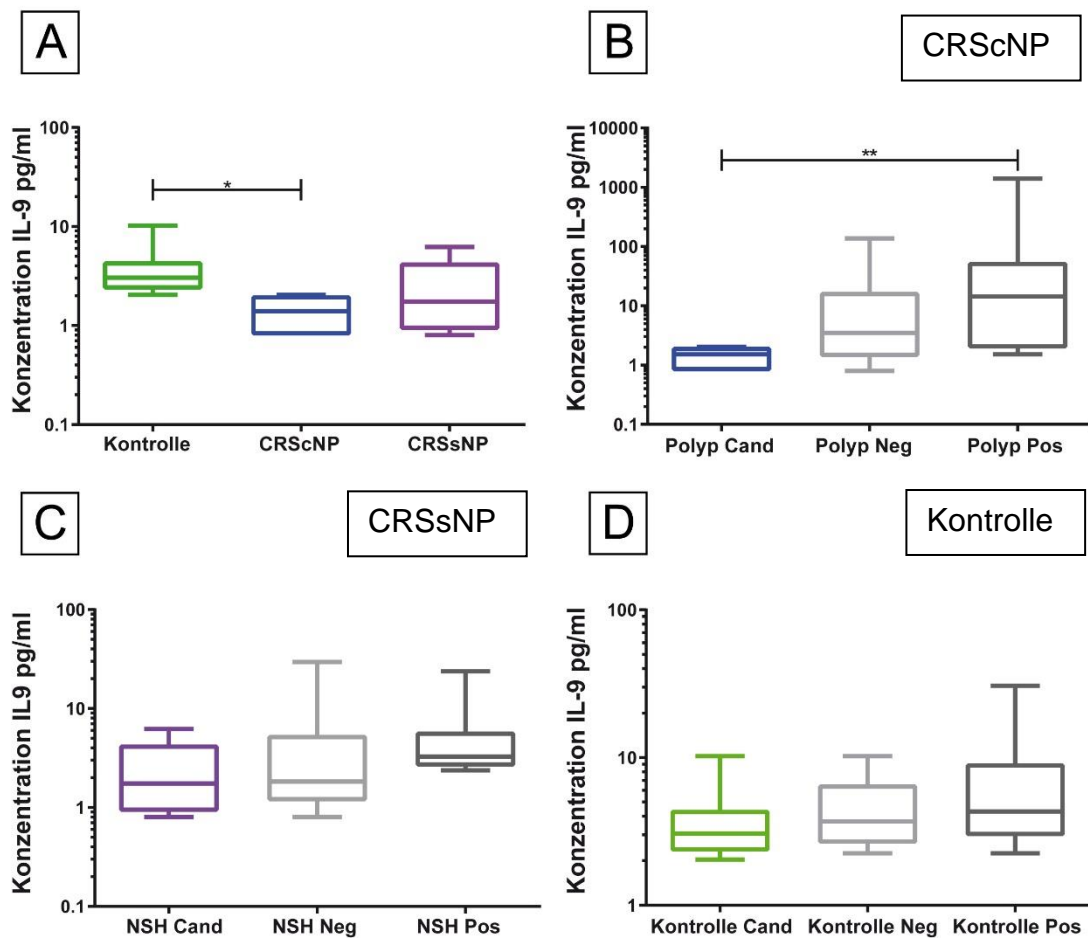 A
Konzentration IL-9 pg/ml
100
10
1
0.1
*
Kontrolle CRScNP CRSsNP
B
CRScNP
Konzentration IL-9 pg/ml
10000
1000
100
10
1
0.1
**
Polyp Cand Polyp Neg Polyp Pos
C
CRSsNP
Konzentration IL9 pg/ml
100
10
1
0.1
NSH Cand NSH Neg NSH Pos
D
Kontrolle
Konzentration IL-9 pg/ml
100
10
1
Kontrolle Cand Kontrolle Neg Kontrolle Pos